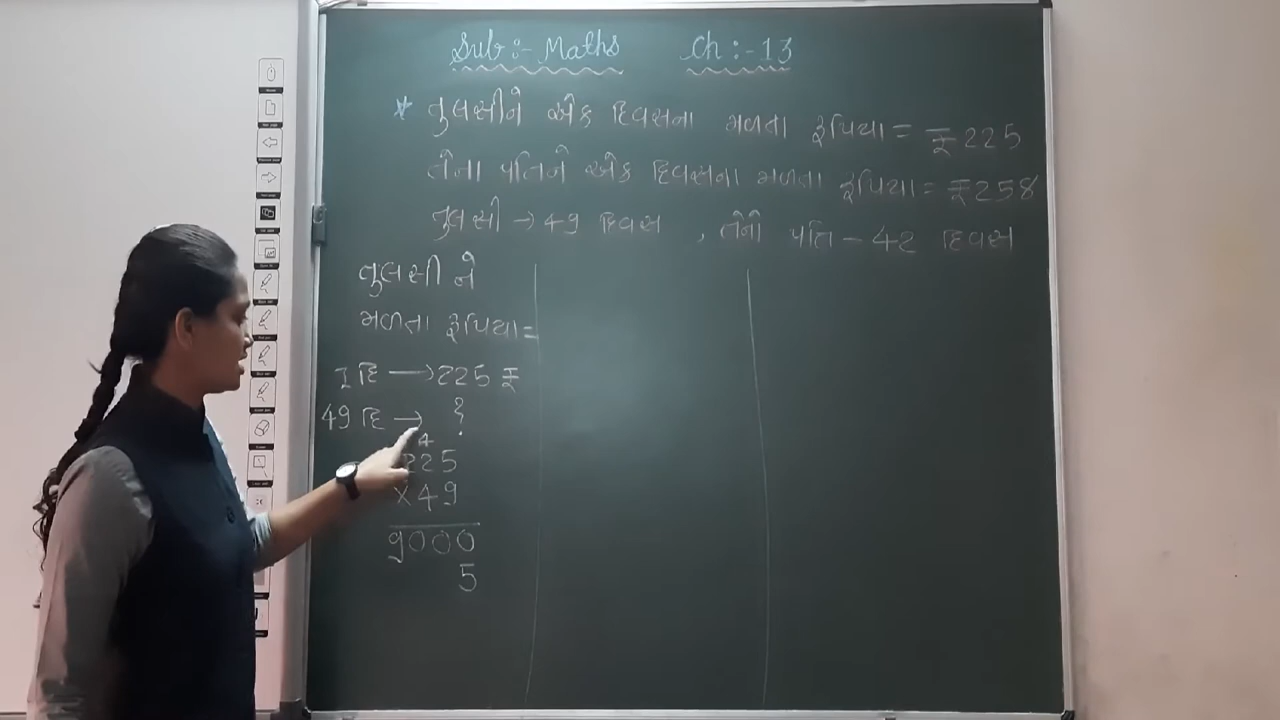 Sub:- Maths Ch:-13
* તુલસીને એક દિવસના મળતા રૂપિયા = ₹225
તેના પતિને એક દિવસના મળતા રૂપિયા = ₹258
તુલસી → 49 દિવસ , તેનો પતિ - 42 દિવસ
તુલસી ને
મળતા રૂપિયા=
1 દિ → 225 ₹
49 દિ → ?
4
225
×49
9000
5